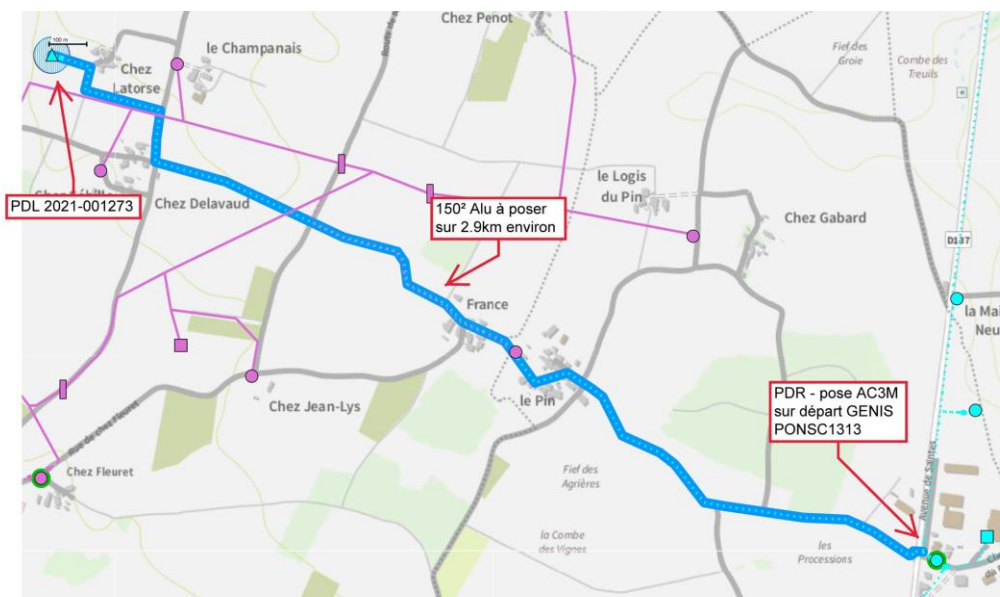 Chez Penot
100 m
le Champanais
Route de
Fief des
Groie
Combe des
Treuils
Chez
Latorse
PDL 2021-001273
Chez Delavaud
150² Alu à poser
sur 2.9km environ
le Logis
du Pin
Chez Gabard
D137
France
la Mai
Neu
le Pin
Chez Jean-Lys
PDR - pose AC3M
sur départ GENIS
PONSC1313
Rue de chez Fleuret
Chez Fleuret
Fief des
Agrières
Avenue de Saintes
la Combe
des Vignes
les
Processions